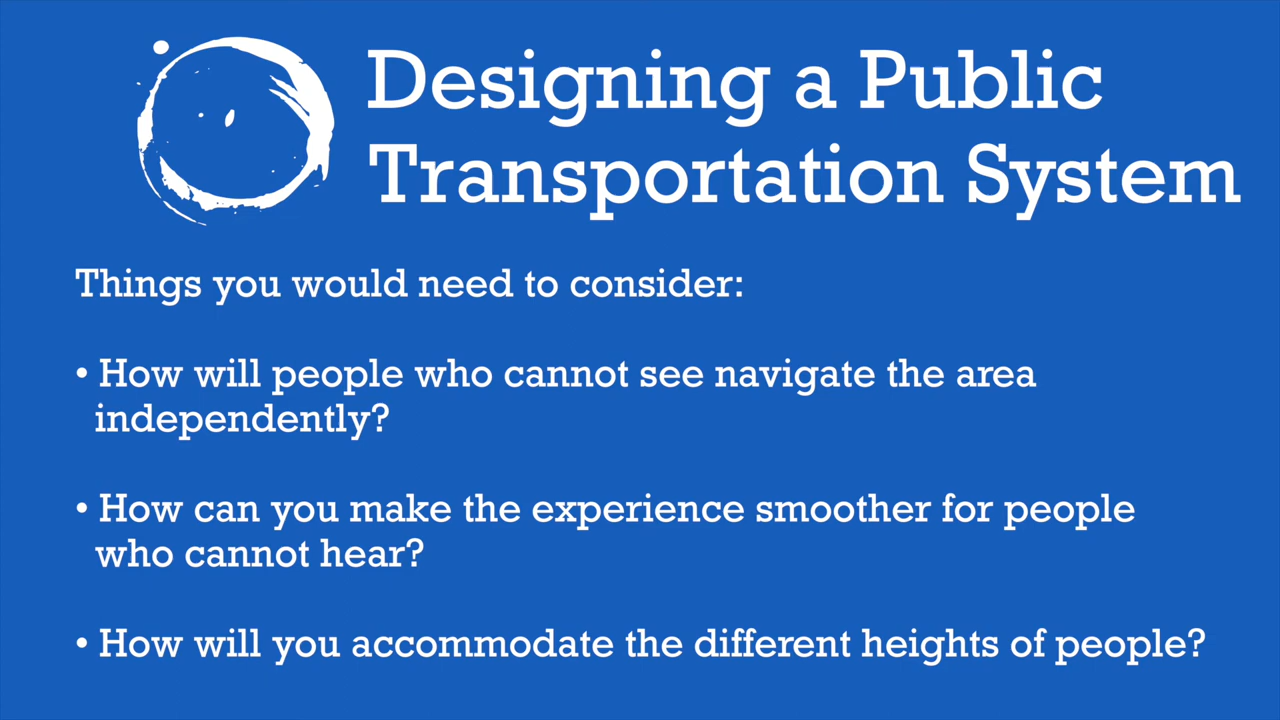 Designing a Public
Transportation System
Things you would need to consider:
• How will people who cannot see navigate the area
independently?
• How can you make the experience smoother for people
who cannot hear?
• How will you accommodate the different heights of people?